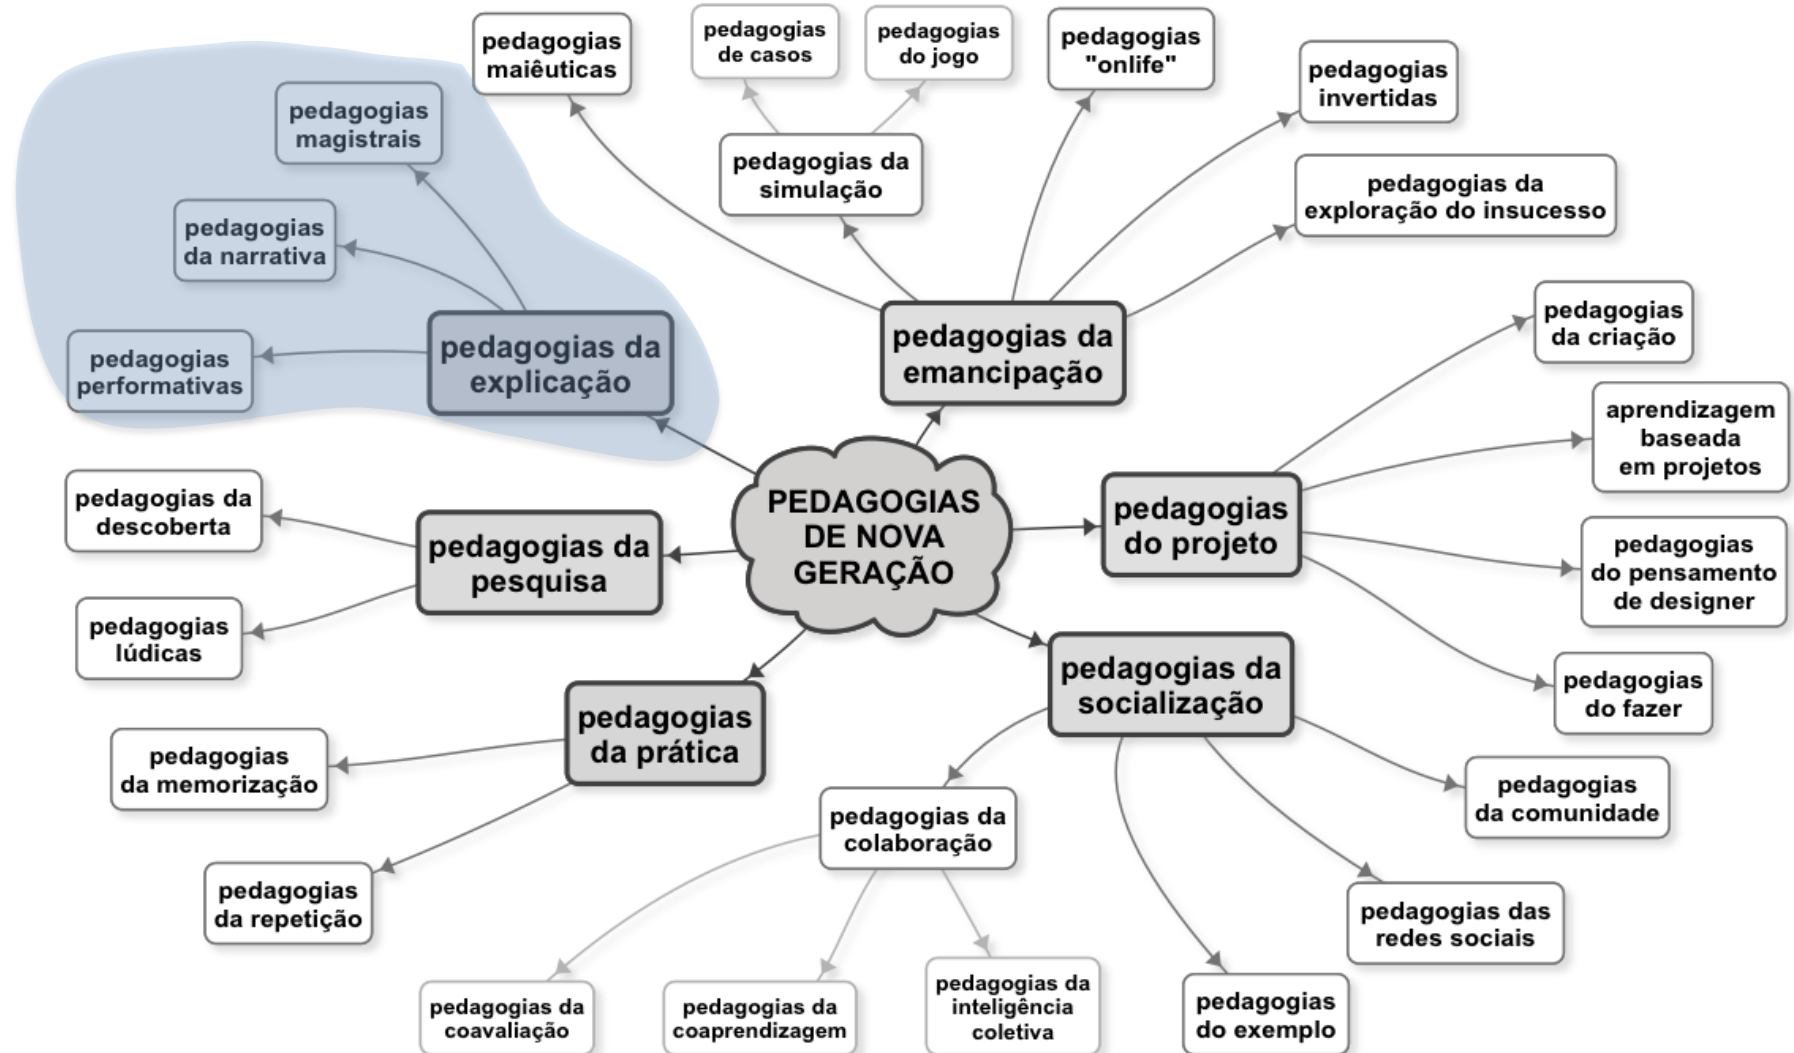 pedagogias
maiêuticas
pedagogias
de casos
pedagogias
do jogo
pedagogias
"onlife"
pedagogias
invertidas
pedagogias
magistrais
pedagogias da
simulação
pedagogias da
exploração do insucesso
pedagogias
da narrativa
pedagogias
performativas
pedagogias da
explicação
pedagogias da
emancipação
pedagogias
da criação
aprendizagem
baseada
em projetos
PEDAGOGIAS
DE NOVA
GERAÇÃO
pedagogias
do projeto
pedagogias
do pensamento
de designer
pedagogias da
descoberta
pedagogias da
pesquisa
pedagogias
lúdicas
pedagogias da
socialização
pedagogias
do fazer
pedagogias
da prática
pedagogias
da memorização
pedagogias
da comunidade
pedagogias da
colaboração
pedagogias
da repetição
pedagogias das
redes sociais
pedagogias da
coavaliação
pedagogias da
coaprendizagem
pedagogias da
inteligência
coletiva
pedagogias
do exemplo